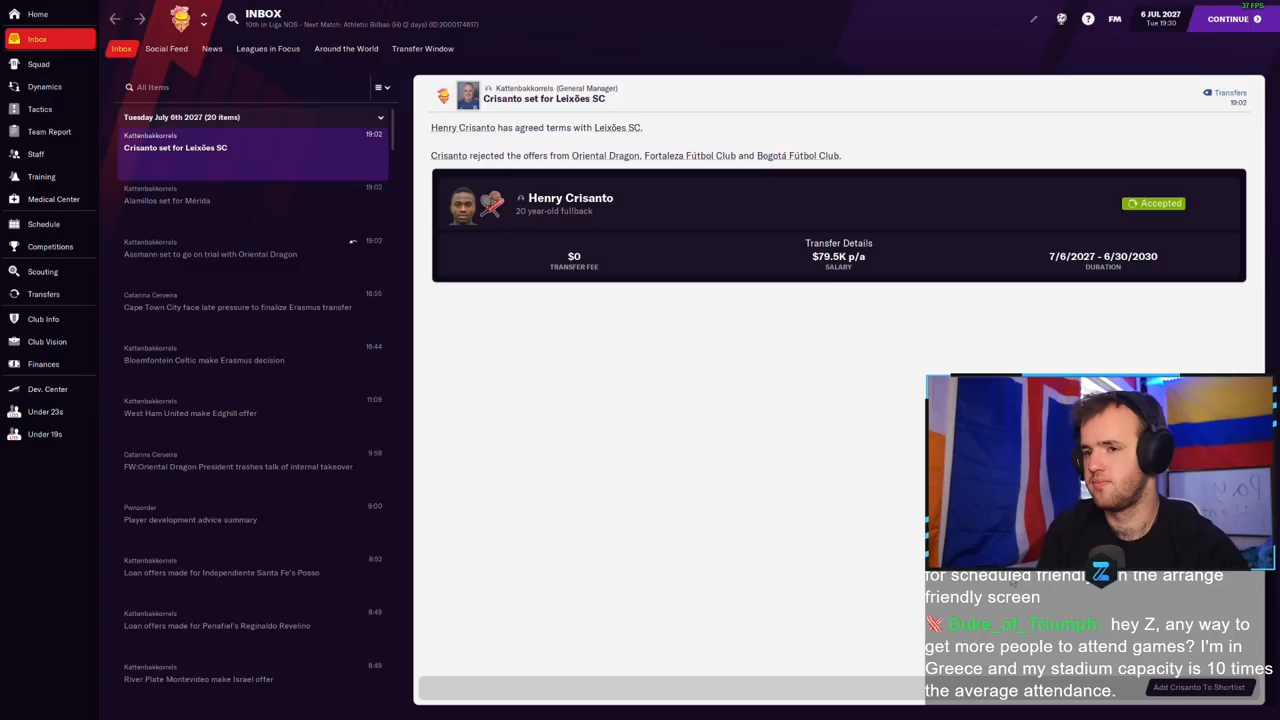 37 FPS
INBOX
10th in Liga NOS - Next Match: Athletic Bilbao (H) (2 days) (ID:2000174617)
FM
6 JUL 2027
Tue 19:30
CONTINUE
Home
Inbox
Squad
Dynamics
Tactics
Team Report
Staff
Training
Medical Center
Schedule
Competitions
Scouting
Transfers
Club Info
Club Vision
Finances
Dev. Center
Under 23s
Under 19s
Inbox
Social Feed
News
Leagues in Focus
Around the World
Transfer Window
All Items
Tuesday July 6th 2027 (20 items)
Kattenbakkorrels 19:02
Crisanto set for Leixões SC
Kattenbakkorrels 19:02
Alamillos set for Mérida
Kattenbakkorrels 19:02
Assmann set to go on trial with Oriental Dragon
Catarina Cerveira 16:55
Cape Town City face late pressure to finalize Erasmus transfer
Kattenbakkorrels 16:44
Bloemfontein Celtic make Erasmus decision
Kattenbakkorrels 11:09
West Ham United make Edghill offer
Catarina Cerveira 9:58
FW:Oriental Dragon President trashes talk of internal takeover
Pwnzorder 9:00
Player development advice summary
Kattenbakkorrels 8:52
Loan offers made for Independiente Santa Fe's Posso
Kattenbakkorrels 8:49
Loan offers made for Penafiel's Reginaldo Revelino
Kattenbakkorrels 8:49
River Plate Montevideo make Israel offer
Kattenbakkorrels (General Manager)
Crisanto set for Leixões SC
Transfers
19:02
Henry Crisanto has agreed terms with Leixões SC.
Crisanto rejected the offers from Oriental Dragon, Fortaleza Fútbol Club and Bogotá Fútbol Club.
Henry Crisanto
20 year-old fullback
Accepted
Transfer Details
$0
TRANSFER FEE
$79.5K p/a
SALARY
7/6/2027 - 6/30/2030
DURATION
for scheduled friendly in the arrange
friendly screen
Duke_of_Triumph: hey Z, any way to
get more people to attend games? I'm in
Greece and my stadium capacity is 10 times
the average attendance.
Add Crisanto To Shortlist